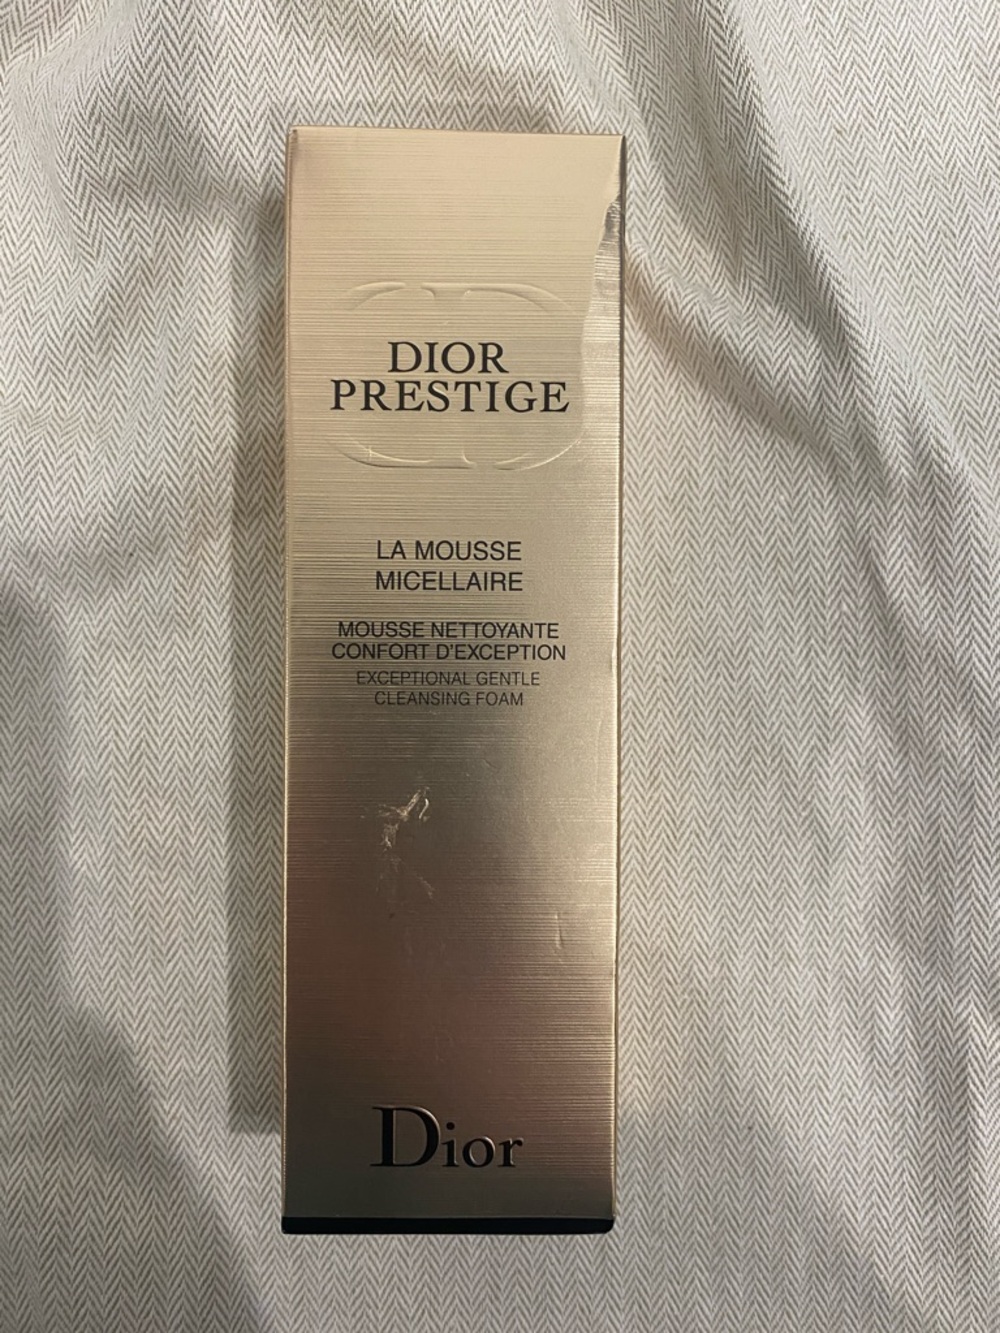 DIOR
PRESTIGE
LA MOUSSE
MICELLAIRE
MOUSSE NETTOYANTE
CONFORT D'EXCEPTION
EXCEPTIONAL GENTLE
CLEANSING FOAM
Dior